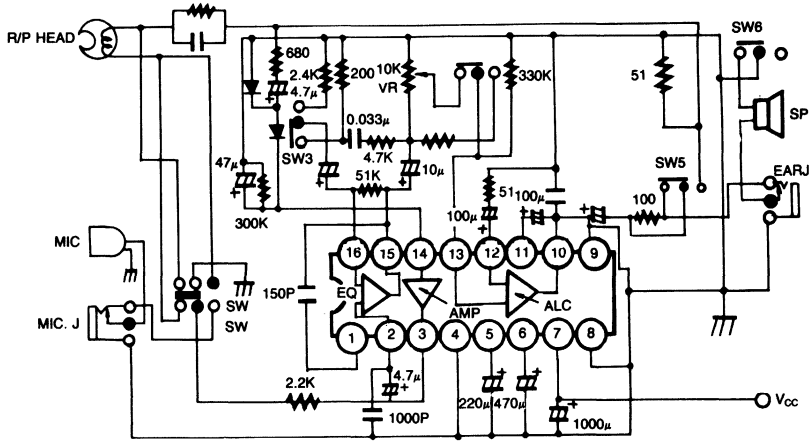 R/P HEAD
680
2.4K
4.7μ
+
200
10K
VR
330K
51
SW6
SP
0.033μ
4.7K
SW3
47μ
+
51K
10μ
+
+
300K
51
100μ
100μ
+
+
+
SW5
100
EARJ
MIC
MIC. J
SW
SW
150P
16
15
14
13
12
11
10
9
EQ
AMP
ALC
1
2
3
4
5
6
7
8
2.2K
4.7μ
+
1000P
220μ
+
470μ
+
1000μ
+
Vcc